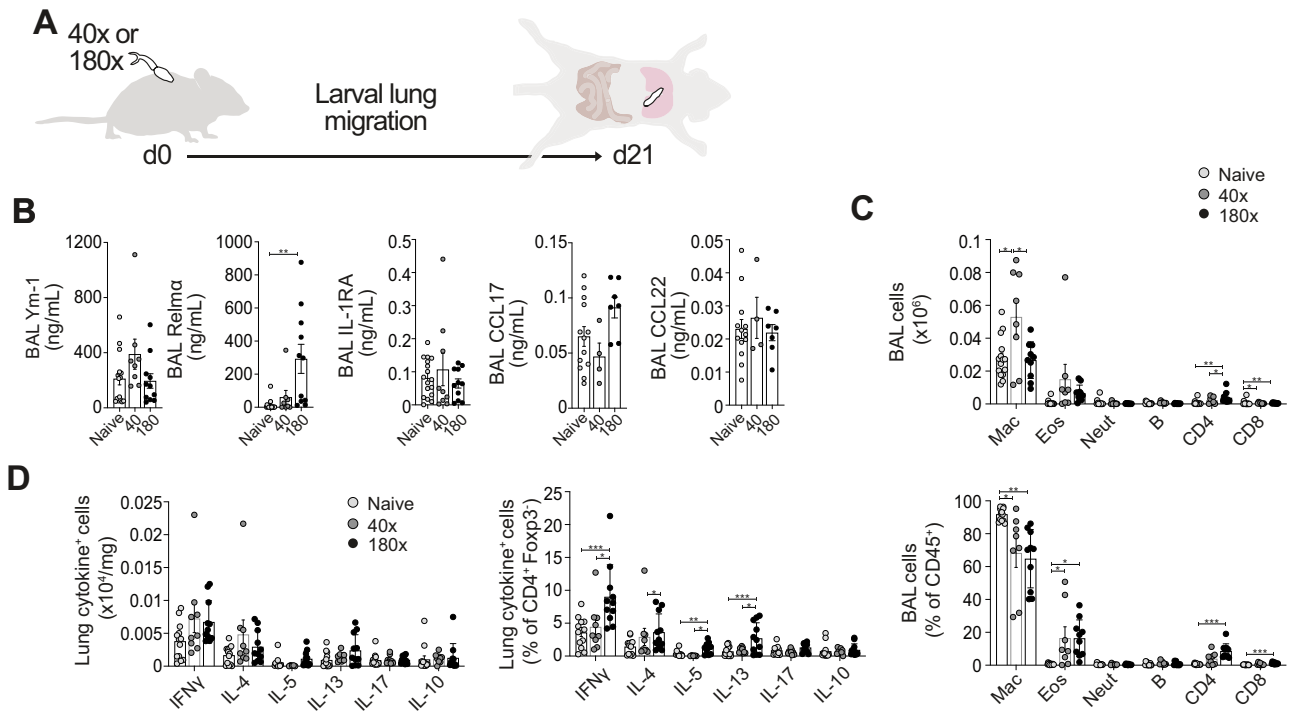 A
40x or
180x
Larval lung
migration
d0
d21
B
1200
800
400
0
BAL Ym-1
(ng/mL)
Naive
40
180
1000
800
600
400
200
0
BAL Relmα
(ng/mL)
**
Naive
40
180
0.5
0.4
0.3
0.2
0.1
0
BAL IL-1RA
(ng/mL)
Naive
40
180
0.15
0.1
0.05
0
BAL CCL17
(ng/mL)
Naive
40
180
0.05
0.04
0.03
0.02
0.01
0
BAL CCL22
(ng/mL)
Naive
40
180
C
Naive
40x
180x
0.1
0.08
0.06
0.04
0.02
0
BAL cells
(x10⁶)
* *
**
*
**
*
Mac
Eos
Neut
B
CD4
CD8
100
80
60
40
20
0
BAL cells
(% of CD45⁺)
**
*
*
*
***
***
Mac
Eos
Neut
B
CD4
CD8
D
Naive
40x
180x
0.025
0.02
0.015
0.01
0.005
0
Lung cytokine⁺ cells
(x10⁴/mg)
IFNγ
IL-4
IL-5
IL-13
IL-17
IL-10
25
20
15
10
5
0
Lung cytokine⁺ cells
(% of CD4⁺ Foxp3⁻)
***
*
*
**
*
***
*
IFNγ
IL-4
IL-5
IL-13
IL-17
IL-10